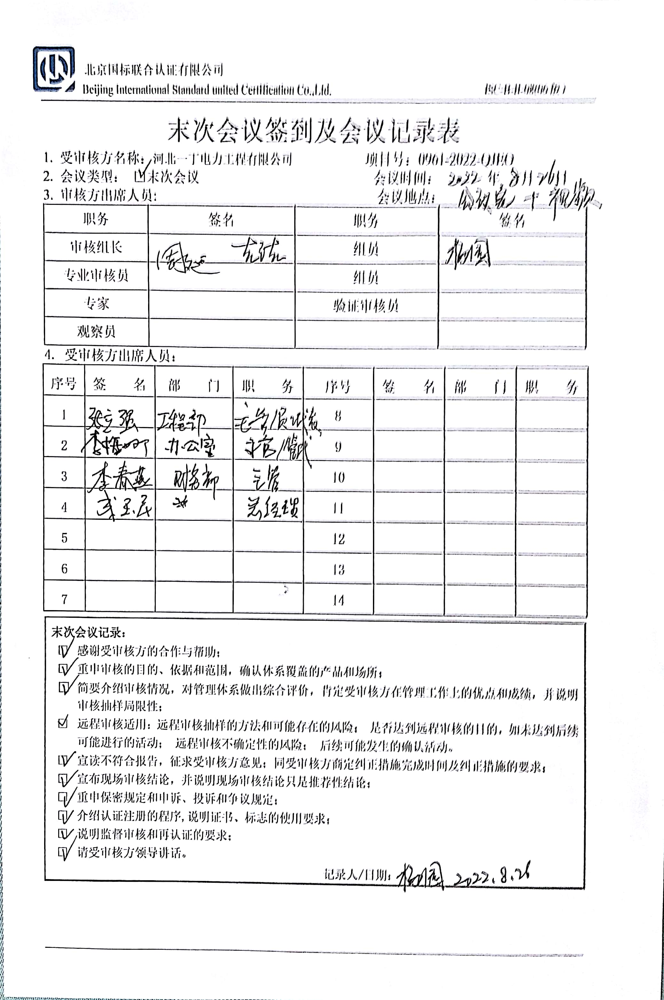 北京国标联合认证有限公司
Beijing International Standard united Certification Co.,Ltd.
末次会议签到及会议记录表
1. 受审核方名称：河北一丁电力工程有限公司 项目号：0961-2022-QEO
2. 会议类型： ☑末次会议 会议时间： 2022 年 8月26日
3. 审核方出席人员： 会议地点： 会议室 + 视频
职务 签名 职务 签名
审核组长 组员 杨园
专业审核员 组员
专家 验证审核员
观察员
4. 受审核方出席人员：
序号 签 名 部 门 职 务 序号 签 名 部 门 职 务
1 张立强 工程部 8
2 办公室 9
3 李春燕 财务部 主管 10
4 总经理 11
5 12
6 13
7 14
末次会议记录：
☑ 感谢受审核方的合作与帮助；
☑ 重申审核的目的、依据和范围，确认体系覆盖的产品和场所；
☑ 简要介绍审核情况，对管理体系做出综合评价，肯定受审核方在管理工作上的优点和成绩，并说明
审核抽样局限性；
☑ 远程审核适用：远程审核抽样的方法和可能存在的风险； 是否达到远程审核的目的，如未达到后续
可能进行的活动； 远程审核不确定性的风险； 后续可能发生的确认活动。
☑ 宣读不符合报告，征求受审核方意见；同受审核方商定纠正措施完成时间及纠正措施的要求；
☑ 宣布现场审核结论，并说明现场审核结论只是推荐性结论；
☑ 重申保密规定和申诉、投诉和争议规定；
☑ 介绍认证注册的程序,说明证书、标志的使用要求；
☑ 说明监督审核和再认证的要求；
☑ 请受审核方领导讲话。
记录人/日期：杨园 2022.8.26